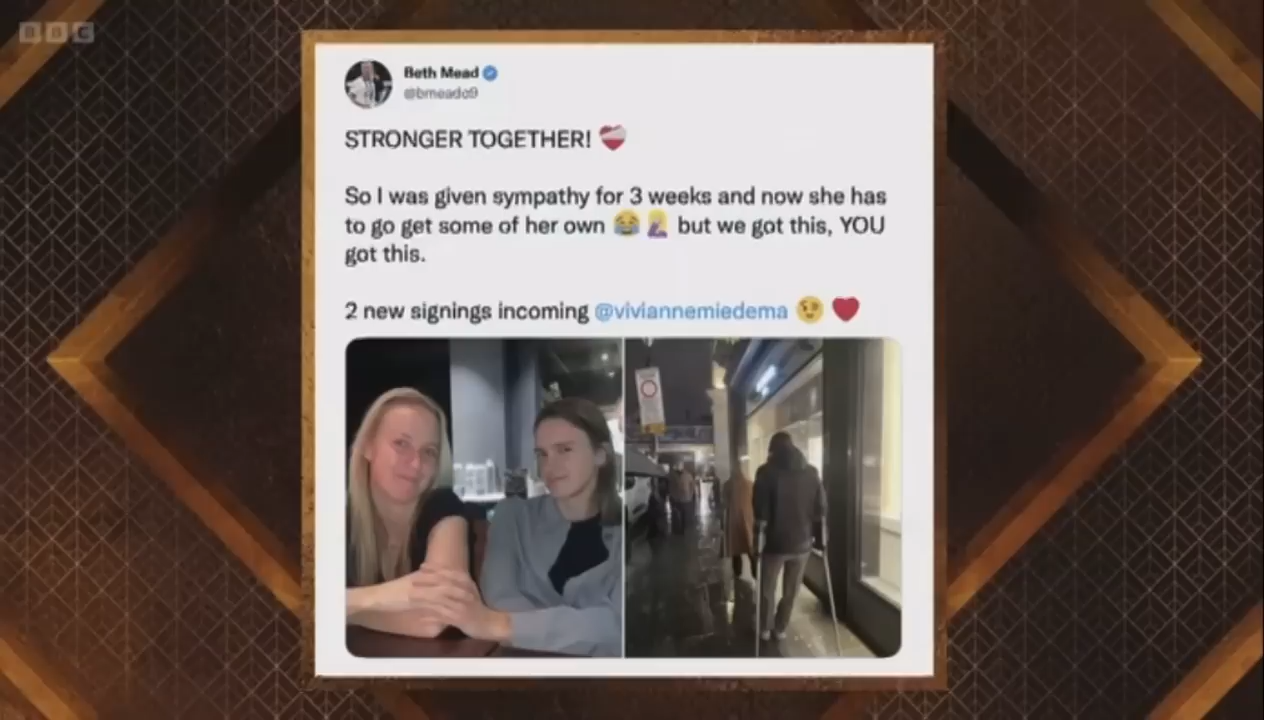 BBC
Beth Mead
@bmeado9
STRONGER TOGETHER!
So I was given sympathy for 3 weeks and now she has
to go get some of her own 😂🤦‍♀️ but we got this, YOU
got this.
2 new signings incoming @viviannemiedema 😉 ❤️